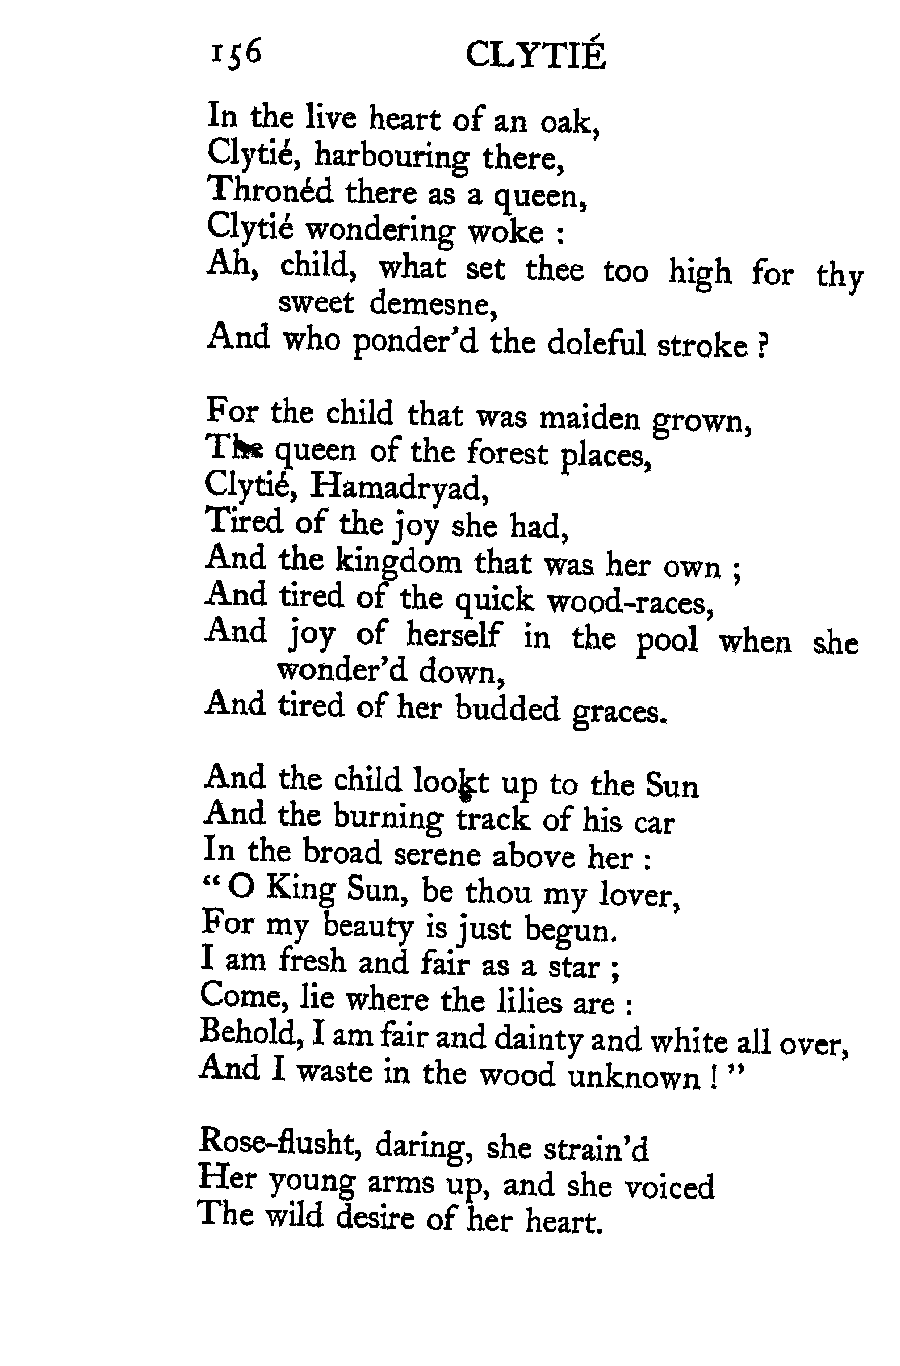 156 CLYTIÉ
In the live heart of an oak,
Clytié, harbouring there,
Thronéd there as a queen,
Clytié wondering woke :
Ah, child, what set thee too high for thy
sweet demesne,
And who ponder'd the doleful stroke ?
For the child that was maiden grown,
The queen of the forest places,
Clytié, Hamadryad,
Tired of the joy she had,
And the kingdom that was her own ;
And tired of the quick wood-races,
And joy of herself in the pool when she
wonder'd down,
And tired of her budded graces.
And the child lookt up to the Sun
And the burning track of his car
In the broad serene above her :
“ O King Sun, be thou my lover,
For my beauty is just begun.
I am fresh and fair as a star ;
Come, lie where the lilies are :
Behold, I am fair and dainty and white all over,
And I waste in the wood unknown ! ”
Rose-flusht, daring, she strain'd
Her young arms up, and she voiced
The wild desire of her heart.